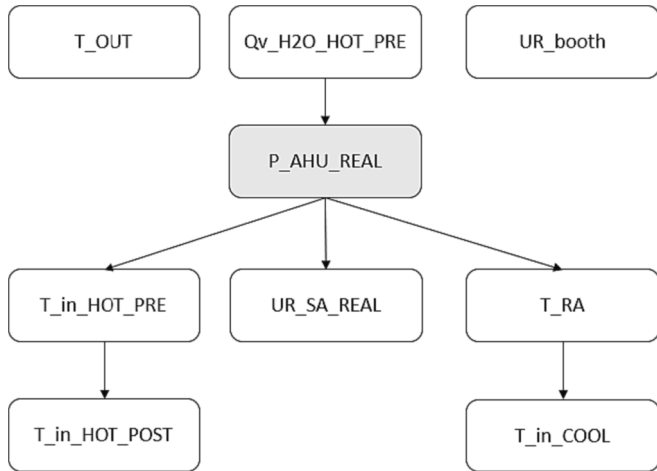 T_OUT
Qv_H2O_HOT_PRE
UR_booth
P_AHU_REAL
T_in_HOT_PRE
UR_SA_REAL
T_RA
T_in_HOT_POST
T_in_COOL